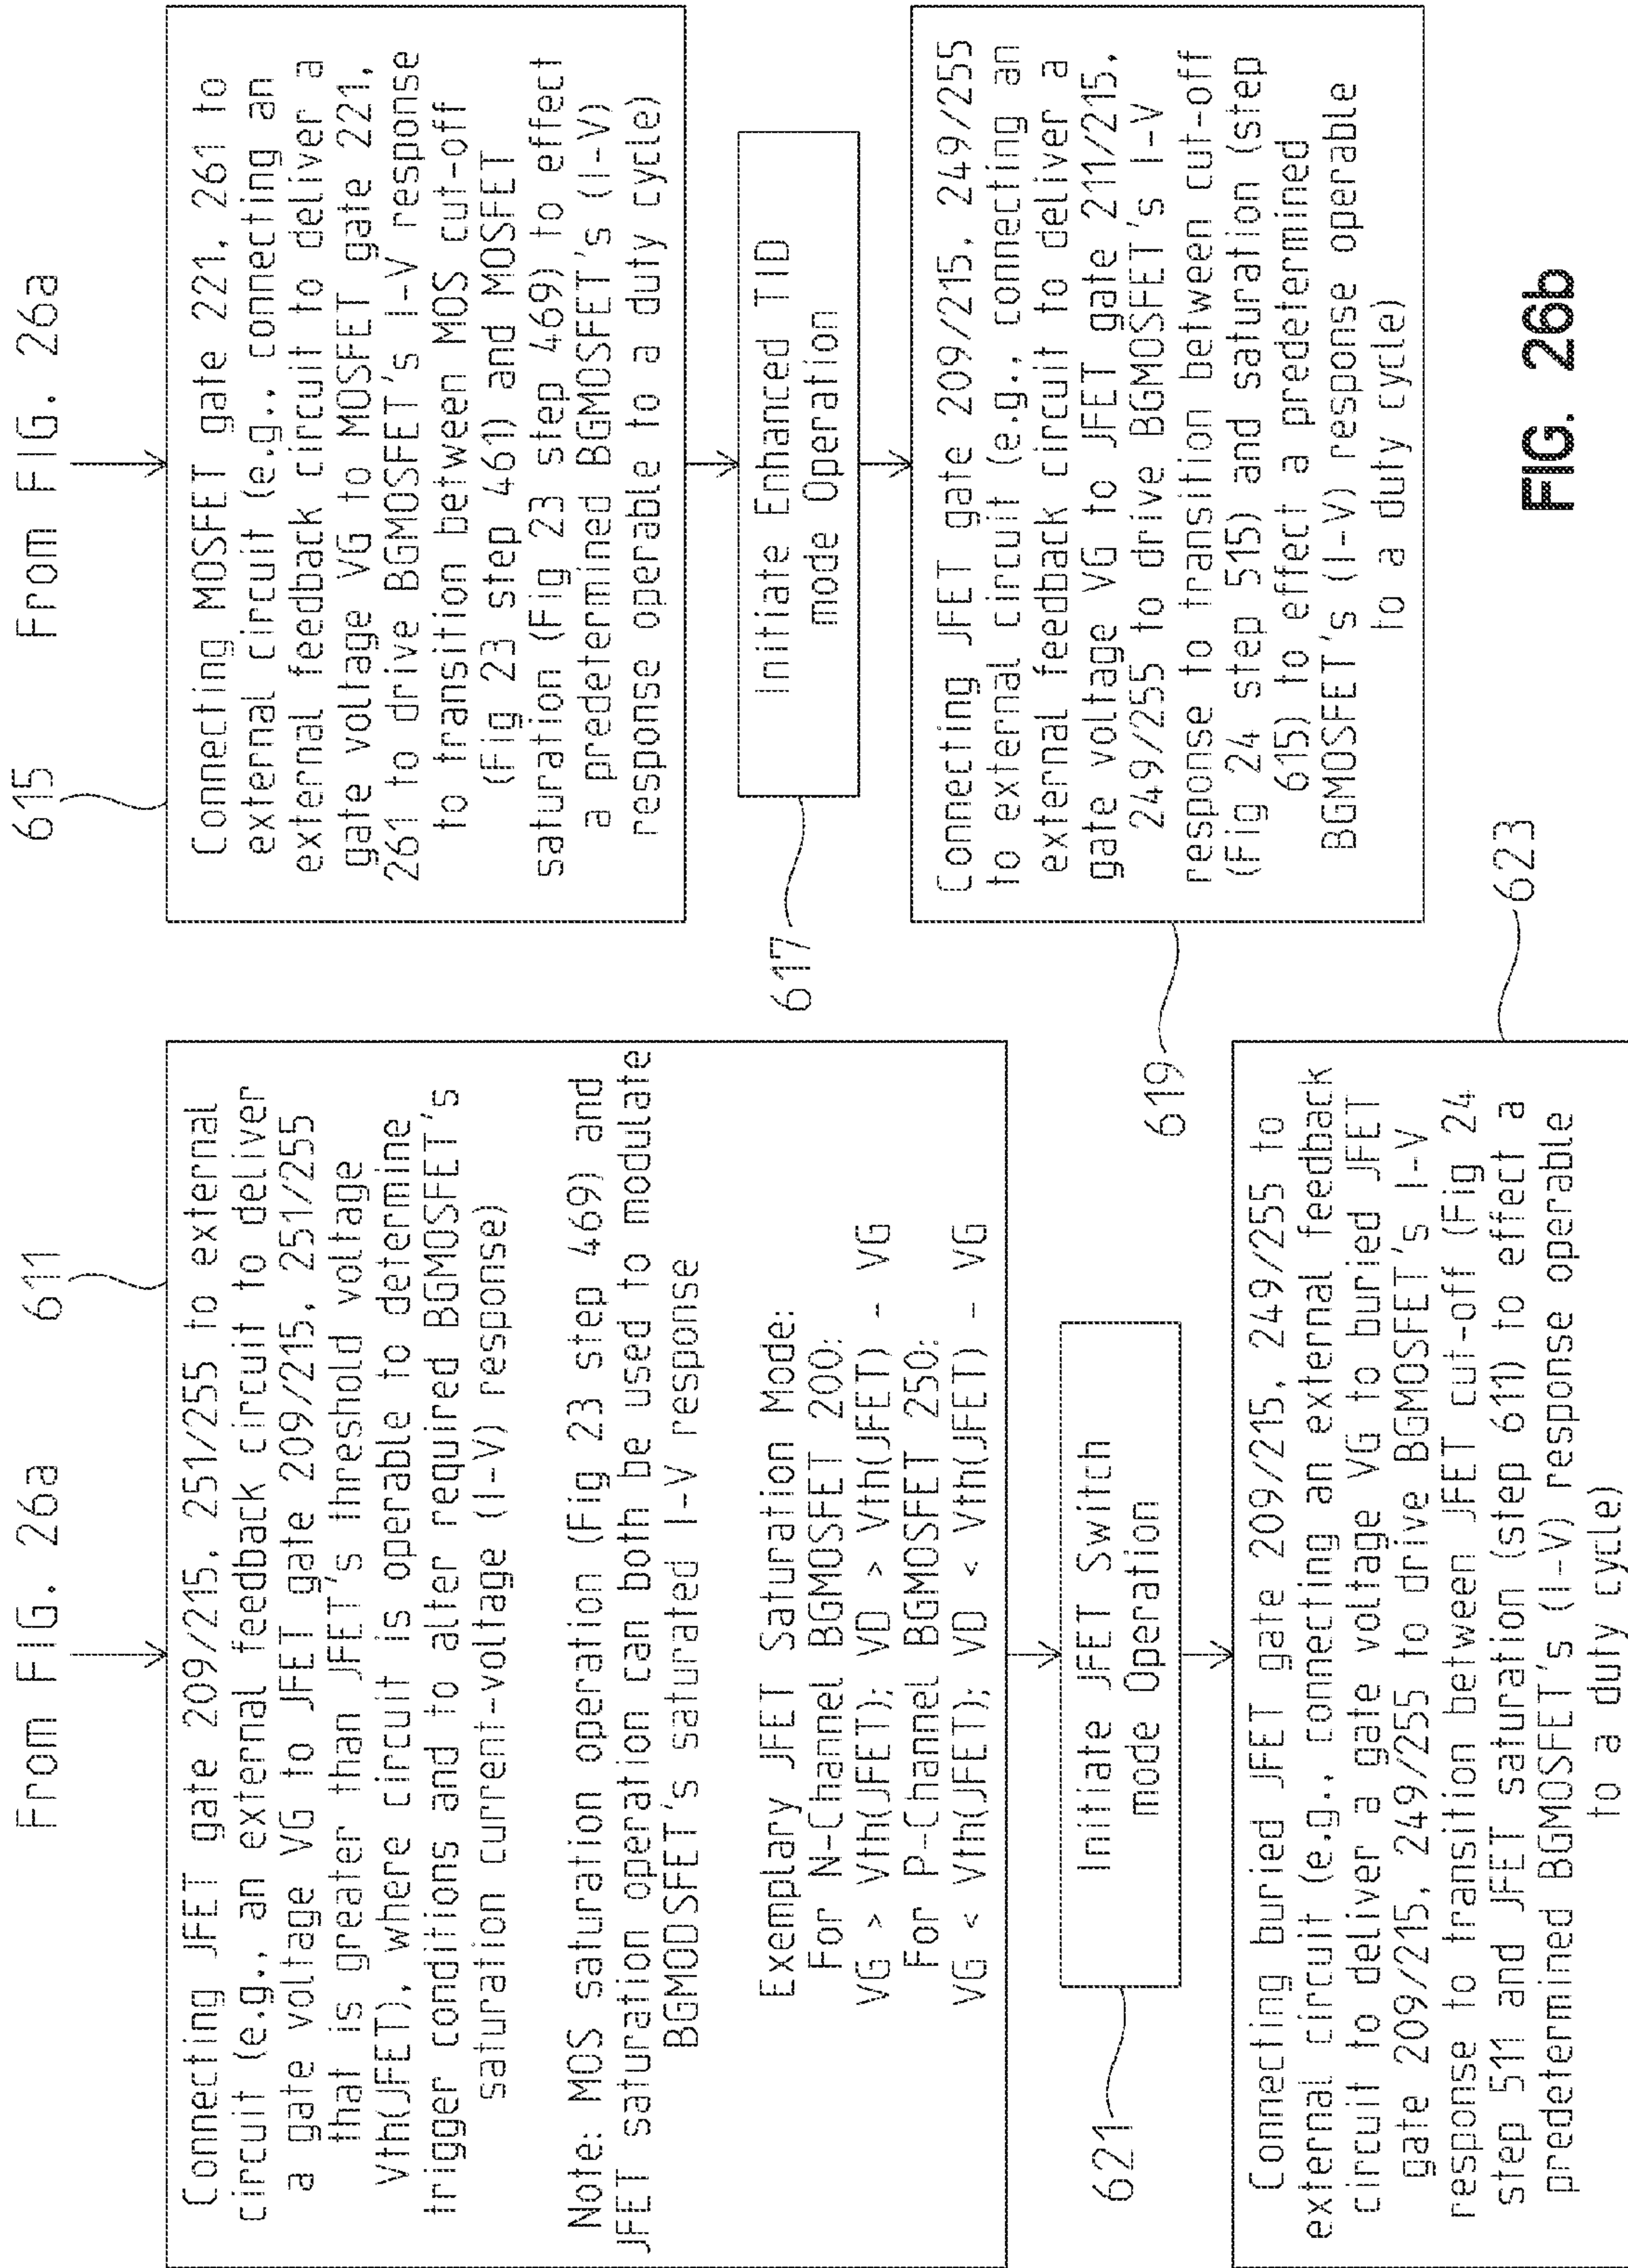 From FIG. 26a
611
Connecting JFET gate 209/215, 251/255 to external
circuit (e.g., an external feedback circuit to deliver
a gate voltage VG to JFET gate 209/215, 251/255
that is greater than JFET's threshold voltage
Vth(JFET), where circuit is operable to determine
trigger conditions and to alter required BGMOSFET's
saturation current-voltage (I-V) response)
Note: MOS saturation operation (Fig 23 step 469) and
JFET saturation operation can both be used to modulate
BGMODSFET's saturated I-V response
Exemplary JFET Saturation Mode:
For N-Channel BGMOSFET 200:
VG > Vth(JFET); VD > Vth(JFET) - VG
For P-Channel BGMOSFET 250:
VG < Vth(JFET); VD < Vth(JFET) - VG
621
Initiate JFET Switch
mode Operation
Connecting buried JFET gate 209/215, 249/255 to
external circuit (e.g., connecting an external feedback
circuit to deliver a gate voltage VG to buried JFET
gate 209/215, 249/255 to drive BGMOSFET's I-V
response to transition between JFET cut-off (Fig 24
step 511 and JFET saturation (step 611) to effect a
predetermined BGMOSFET's (I-V) response operable
to a duty cycle)
623
615
From FIG. 26a
Connecting MOSFET gate 221, 261 to
external circuit (e.g., connecting an
external feedback circuit to deliver a
gate voltage VG to MOSFET gate 221,
261 to drive BGMOSFET's I-V response
to transition between MOS cut-off
(Fig 23 step 461) and MOSFET
saturation (Fig 23 step 469) to effect
a predetermined BGMOSFET's (I-V)
response operable to a duty cycle)
617
Initiate Enhanced TID
mode Operation
619
Connecting JFET gate 209/215, 249/255
to external circuit (e.g., connecting an
external feedback circuit to deliver a
gate voltage VG to JFET gate 211/215,
249/255 to drive BGMOSFET's I-V
response to transition between cut-off
(Fig 24 step 515) and saturation (step
615) to effect a predetermined
BGMOSFET's (I-V) response operable
to a duty cycle)
FIG. 26b